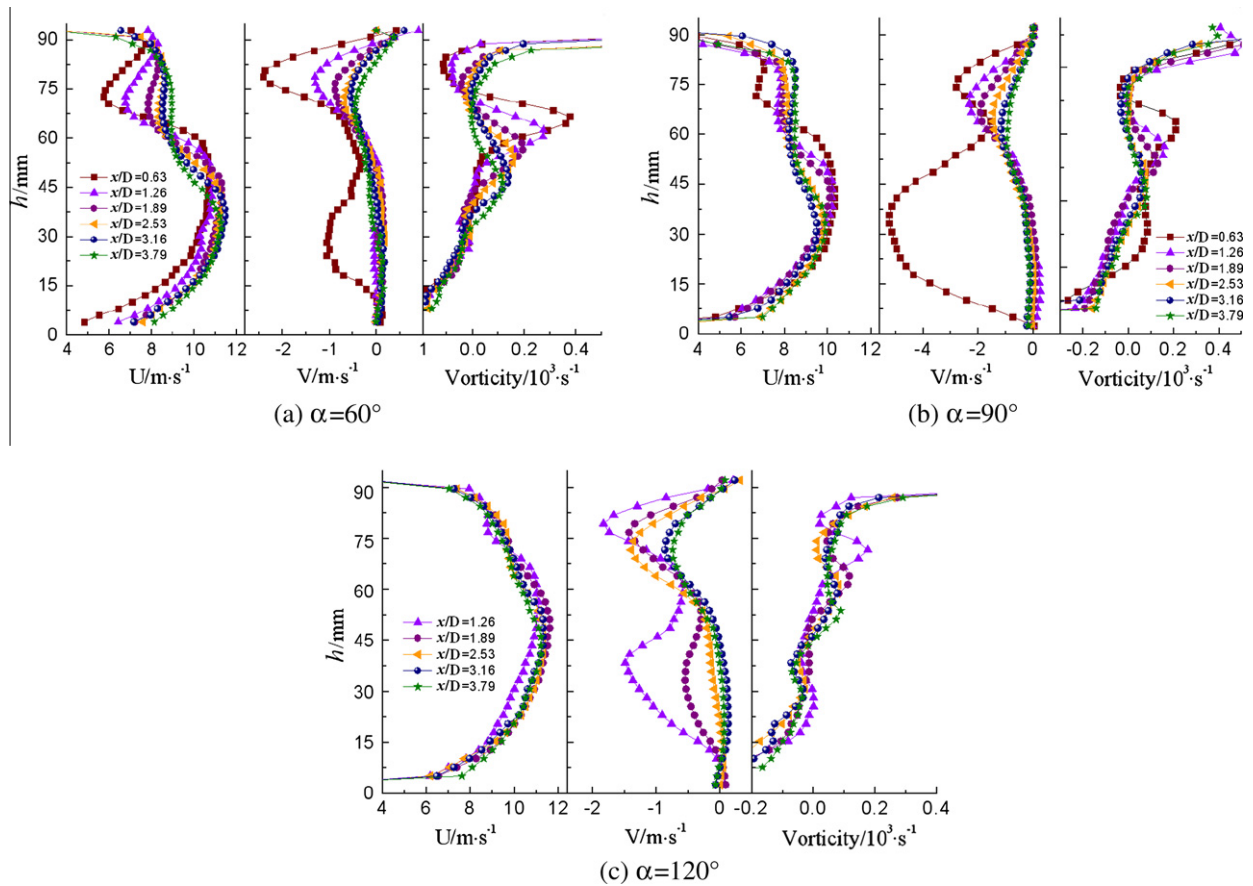 90
75
60
45
30
15
0
h/mm
x/D=0.63
x/D=1.26
x/D=1.89
x/D=2.53
x/D=3.16
x/D=3.79
4 6 8 10 12 -2 -1 0 1 0.0 0.2 0.4
U/m·s⁻¹ V/m·s⁻¹ Vorticity/10³·s⁻¹
(a) α=60°
90
75
60
45
30
15
0
h/mm
x/D=0.63
x/D=1.26
x/D=1.89
x/D=2.53
x/D=3.16
x/D=3.79
4 6 8 10 12 -4 -2 0 -0.2 0.0 0.2 0.4
U/m·s⁻¹ V/m·s⁻¹ Vorticity/10³·s⁻¹
(b) α=90°
90
75
60
45
30
15
0
h/mm
x/D=1.26
x/D=1.89
x/D=2.53
x/D=3.16
x/D=3.79
4 6 8 10 -2 -1 0 -0.2 0.0 0.2 0.4
U/m·s⁻¹ V/m·s⁻¹ Vorticity/10³·s⁻¹
(c) α=120°